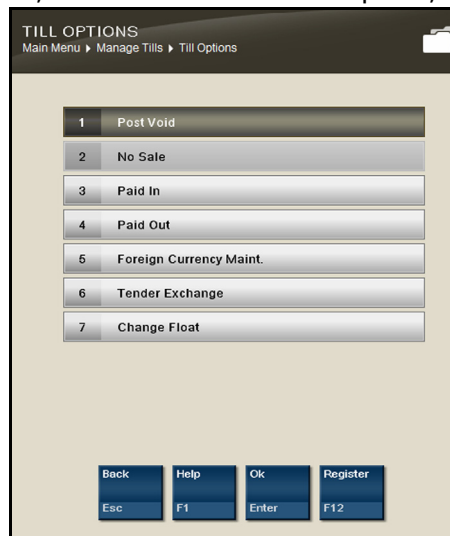 TILL OPTIONS
Main Menu ▶ Manage Tills ▶ Till Options
1 Post Void
2 No Sale
3 Paid In
4 Paid Out
5 Foreign Currency Maint.
6 Tender Exchange
7 Change Float
Back Help Ok Register
Esc F1 Enter F12